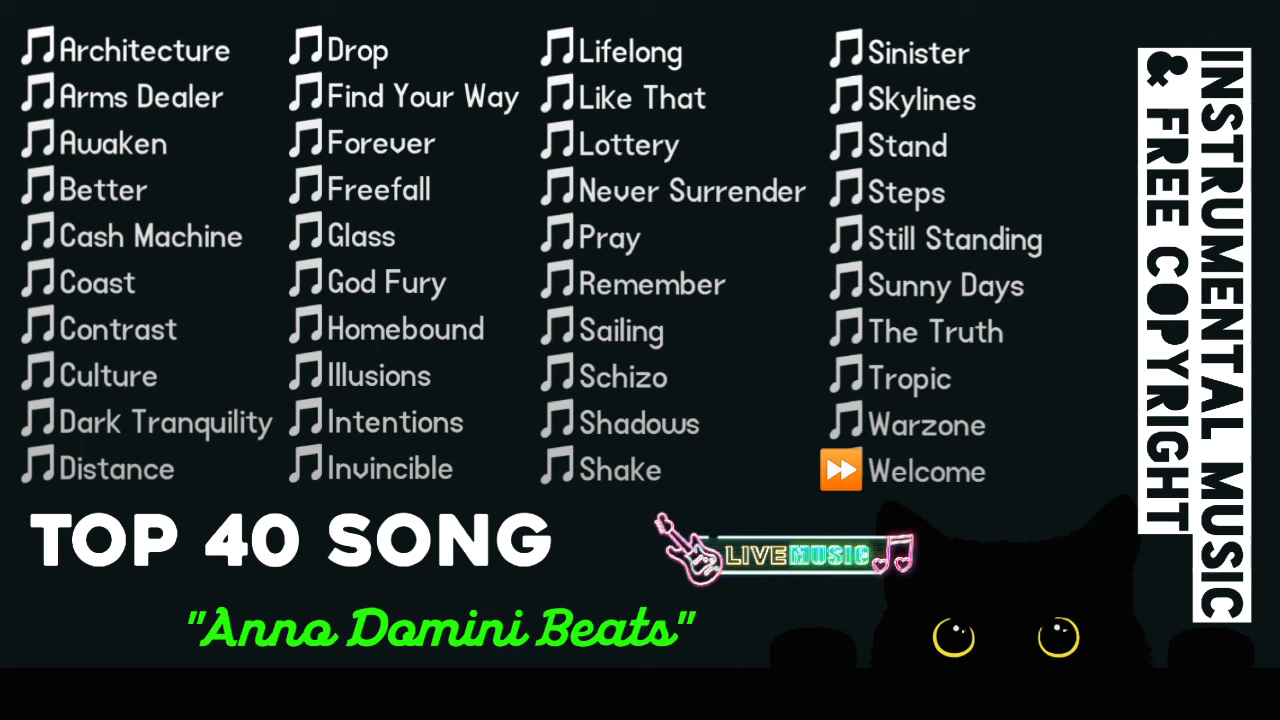 Architecture
Arms Dealer
Awaken
Better
Cash Machine
Coast
Contrast
Culture
Dark Tranquility
Distance
Drop
Find Your Way
Forever
Freefall
Glass
God Fury
Homebound
Illusions
Intentions
Invincible
Lifelong
Like That
Lottery
Never Surrender
Pray
Remember
Sailing
Schizo
Shadows
Shake
Sinister
Skylines
Stand
Steps
Still Standing
Sunny Days
The Truth
Tropic
Warzone
Welcome
INSTRUMENTAL MUSIC
& FREE COPYRIGHT
TOP 40 SONG
LIVEMUSIC
"Anno Domini Beats"